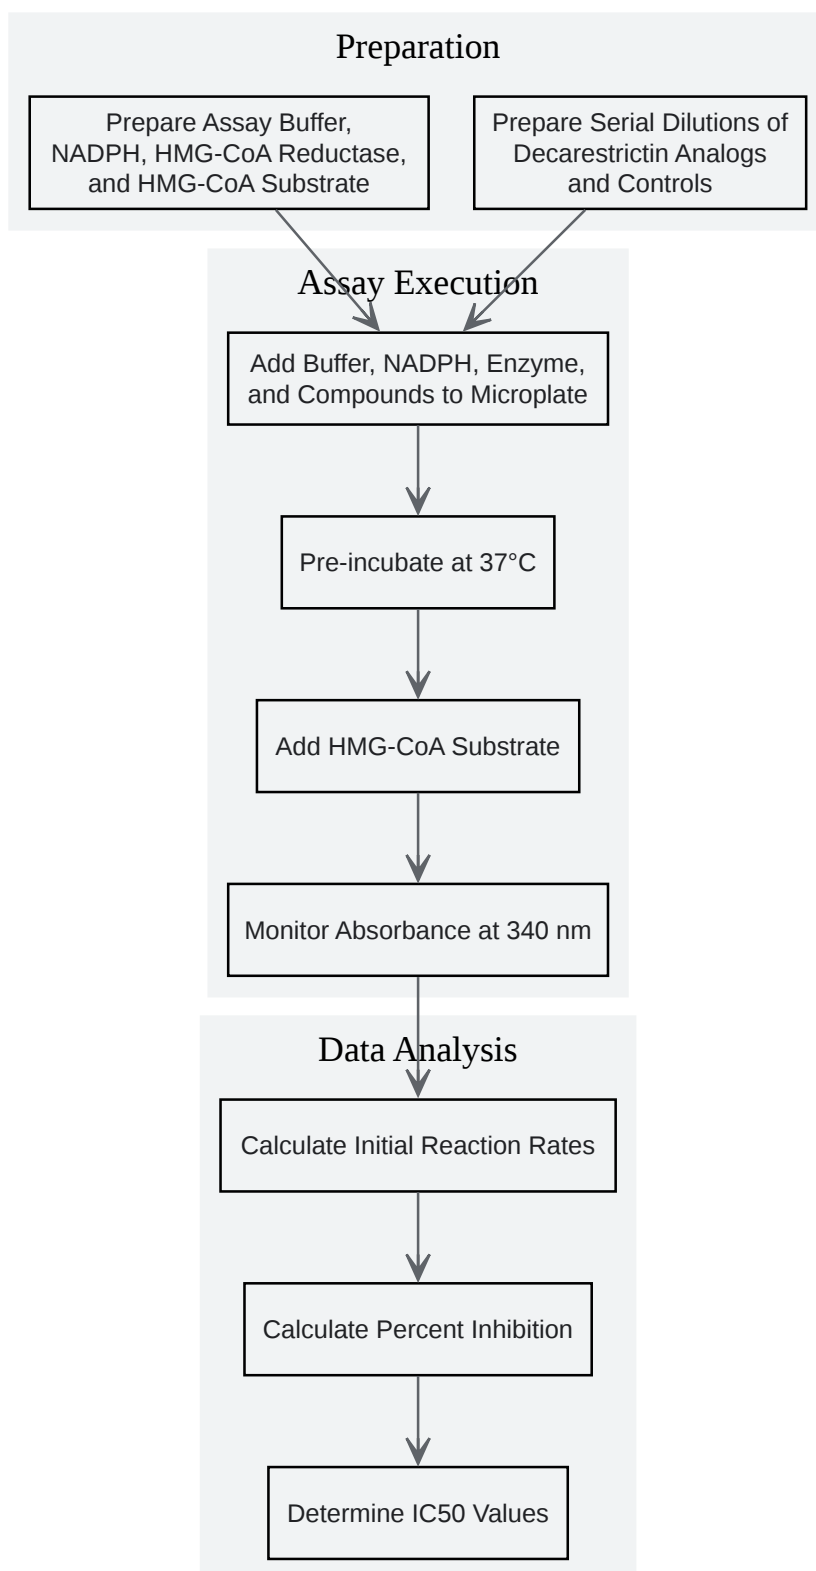 Preparation
Prepare Assay Buffer,
NADPH, HMG-CoA Reductase,
and HMG-CoA Substrate
Prepare Serial Dilutions of
Decarestrictin Analogs
and Controls
Assay Execution
Add Buffer, NADPH, Enzyme,
and Compounds to Microplate
Pre-incubate at 37°C
Add HMG-CoA Substrate
Monitor Absorbance at 340 nm
Data Analysis
Calculate Initial Reaction Rates
Calculate Percent Inhibition
Determine IC50 Values